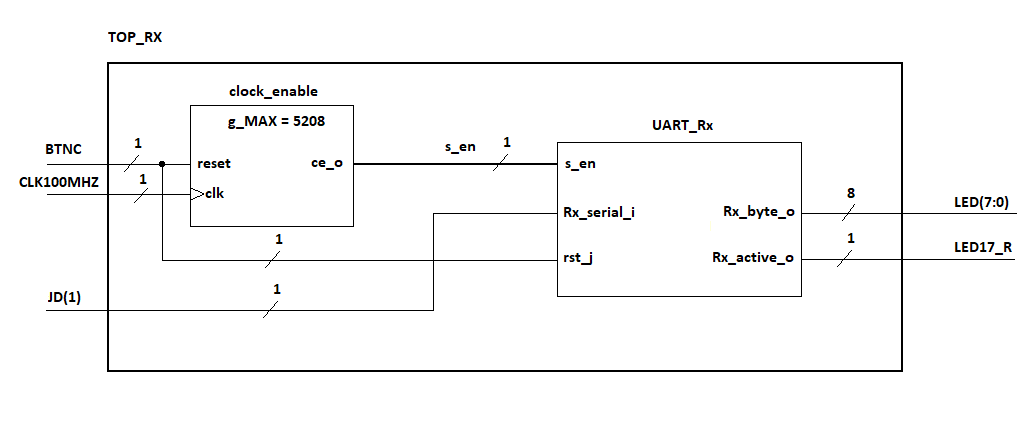 TOP_RX
clock_enable
g_MAX = 5208
UART_Rx
BTNC
1
reset
ce_o
s_en
1
s_en
CLK100MHZ
1
clk
Rx_serial_i
Rx_byte_o
8
LED(7:0)
1
rst_j
Rx_active_o
1
LED17_R
JD(1)
1